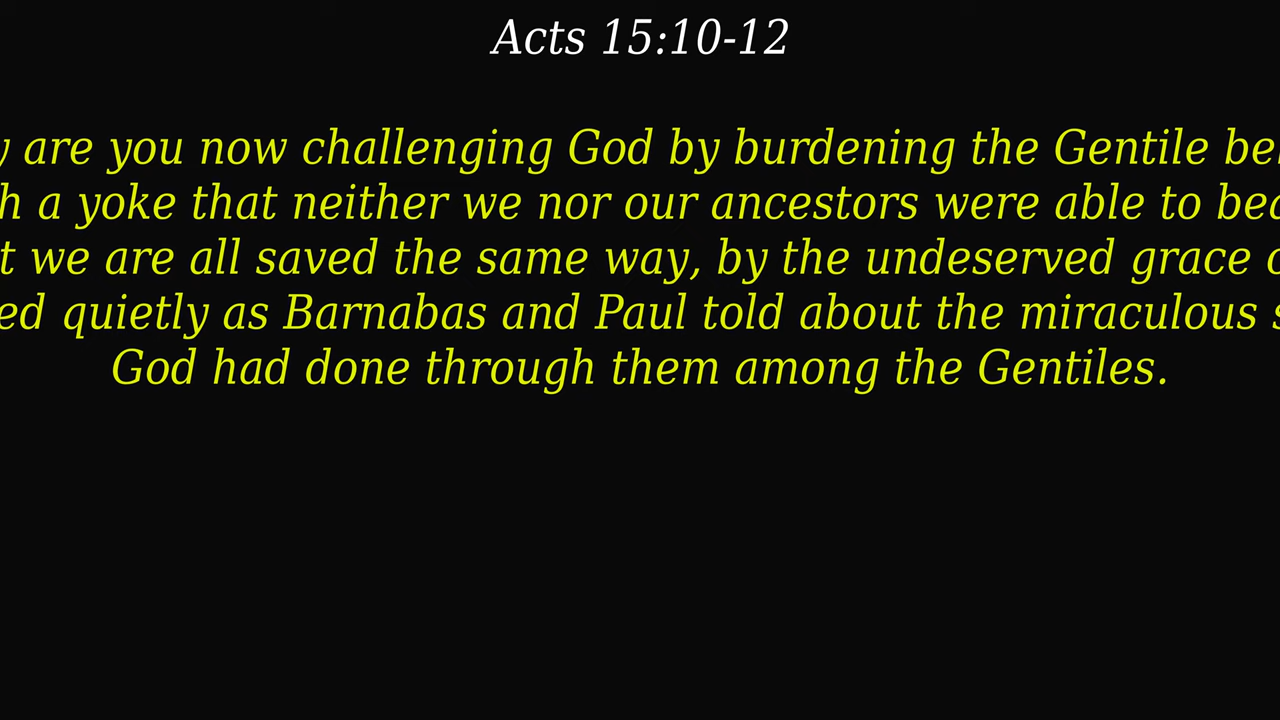 Acts 15:10-12
are you now challenging God by burdening the Gentile
a yoke that neither we nor our ancestors were able to
we are all saved the same way, by the undeserved grace
quietly as Barnabas and Paul told about the miraculous
God had done through them among the Gentiles.